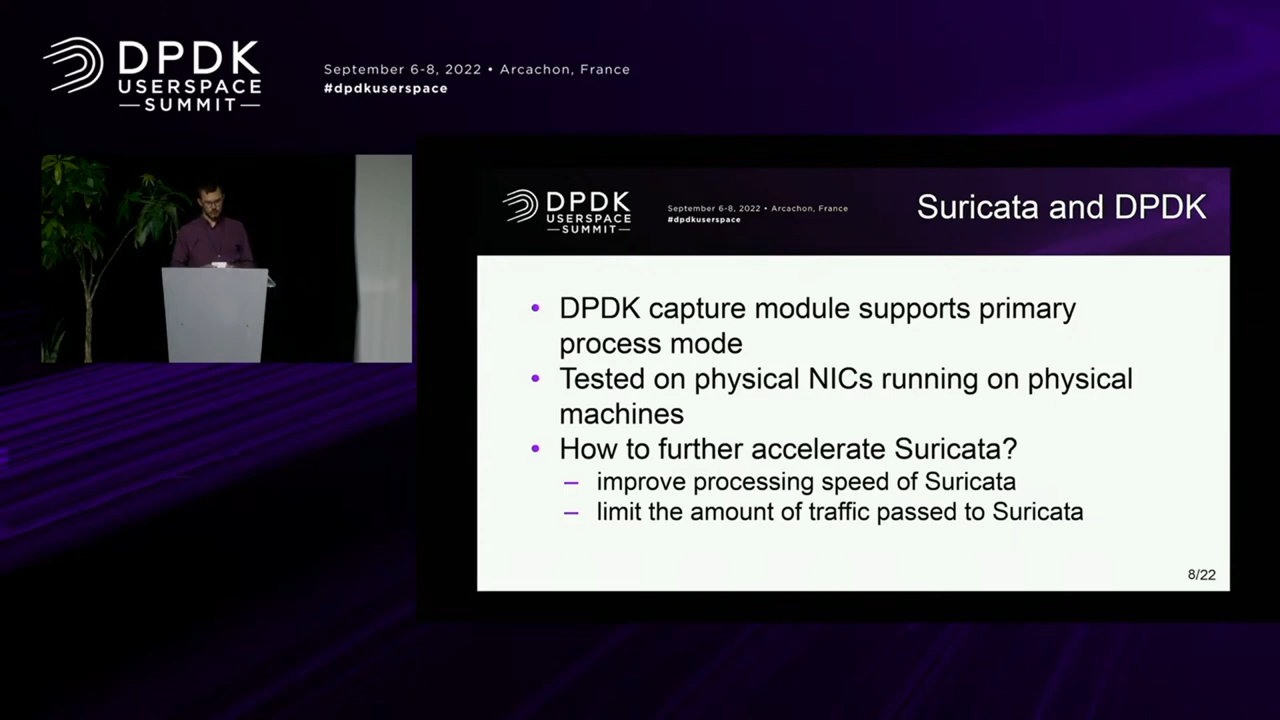 DPDK
USERSPACE
SUMMIT
September 6-8, 2022 • Arcachon, France
#dpdkuserspace
DPDK
USERSPACE
SUMMIT
September 6-8, 2022 • Arcachon, France
#dpdkuserspace
Suricata and DPDK
• DPDK capture module supports primary
process mode
• Tested on physical NICs running on physical
machines
• How to further accelerate Suricata?
– improve processing speed of Suricata
– limit the amount of traffic passed to Suricata
8/22